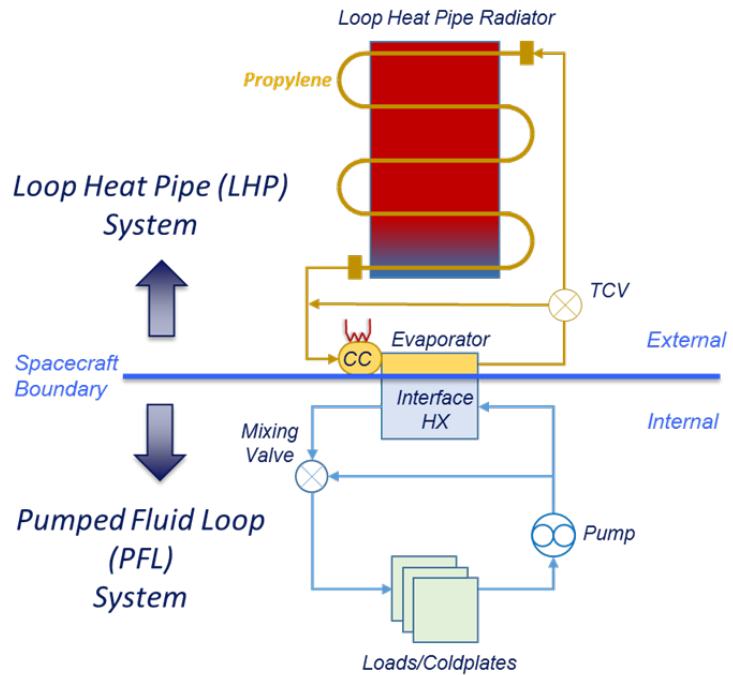 Loop Heat Pipe Radiator
Propylene
Loop Heat Pipe (LHP)
System
TCV
Evaporator
External
CC
Spacecraft
Boundary
Interface
HX
Internal
Mixing
Valve
Pumped Fluid Loop
(PFL)
System
Pump
Loads/Coldplates